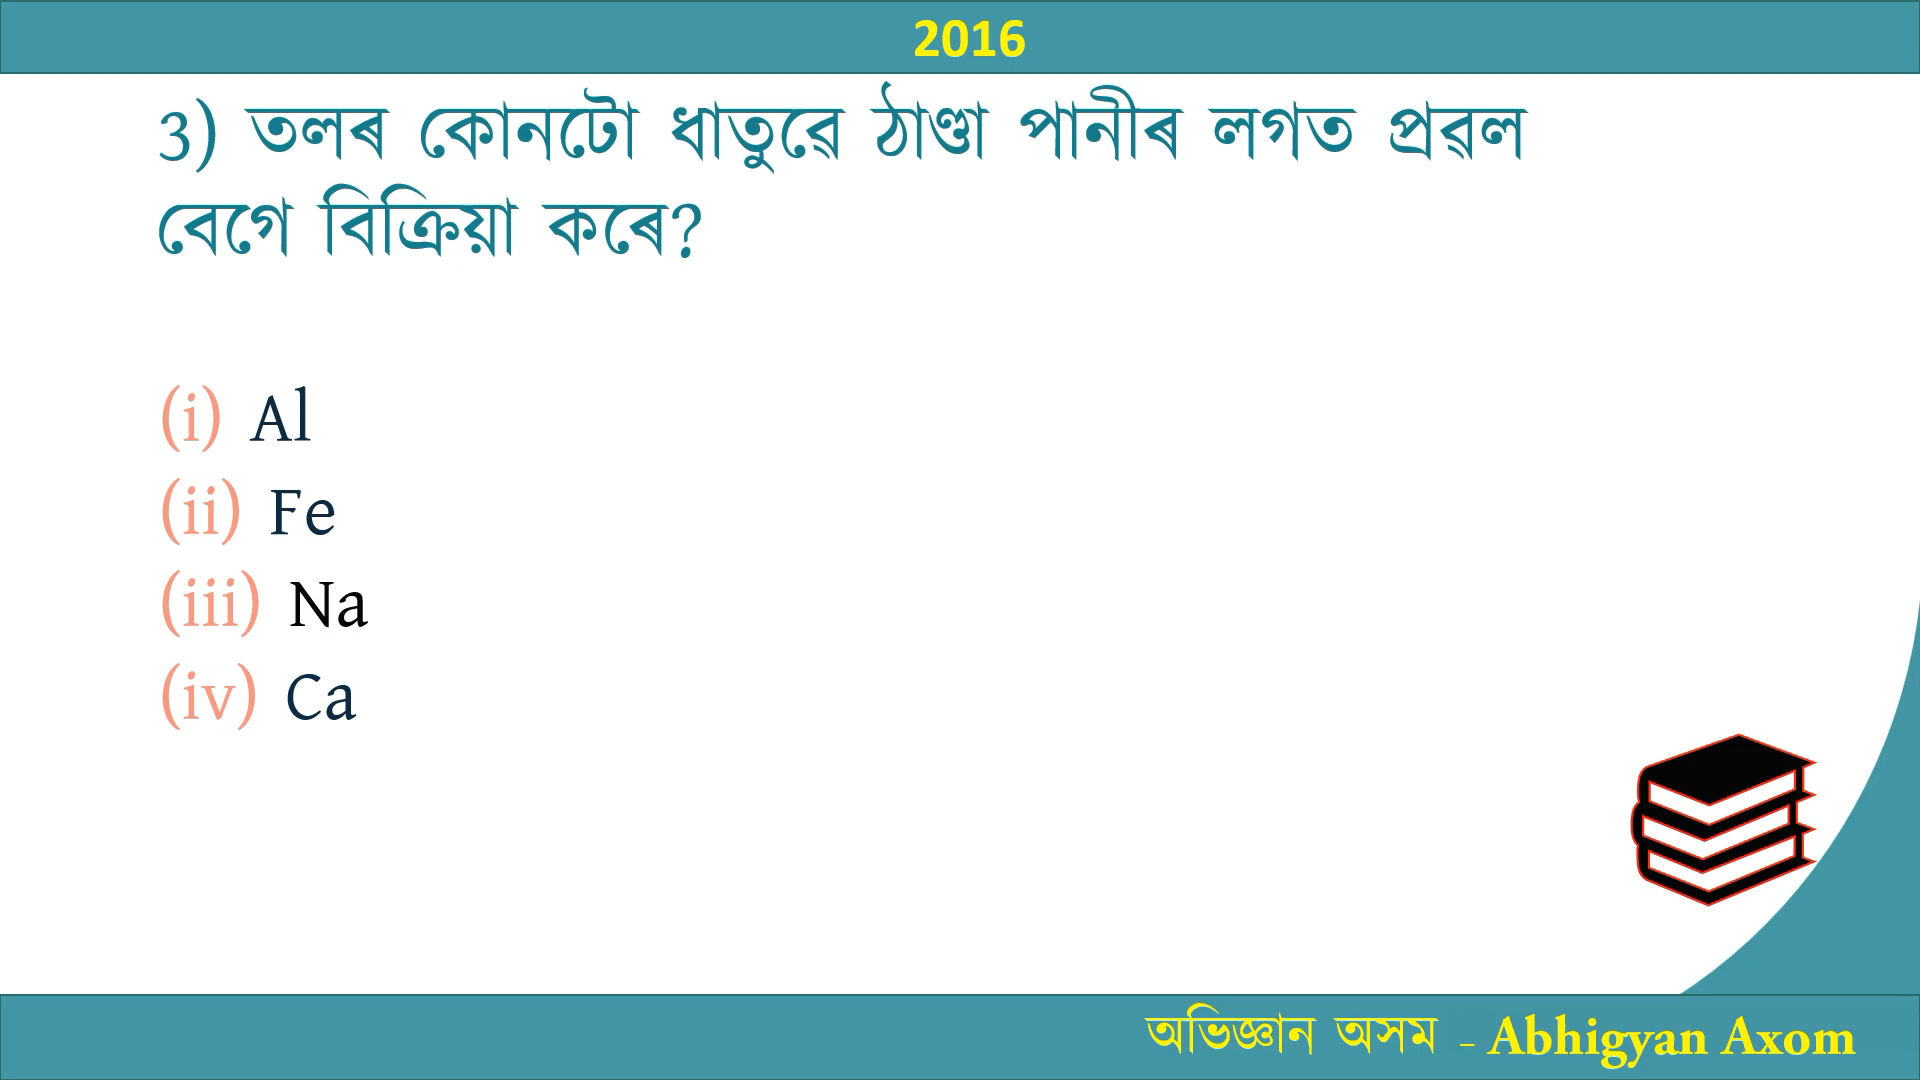 2016
3) তলৰ কোনটো ধাতুৱে ঠাণ্ডা পানীৰ লগত প্ৰৱল
বেগে বিক্ৰিয়া কৰে?
(i) Al
(ii) Fe
(iii) Na
(iv) Ca
অভিজ্ঞান অসম - Abhigyan Axom